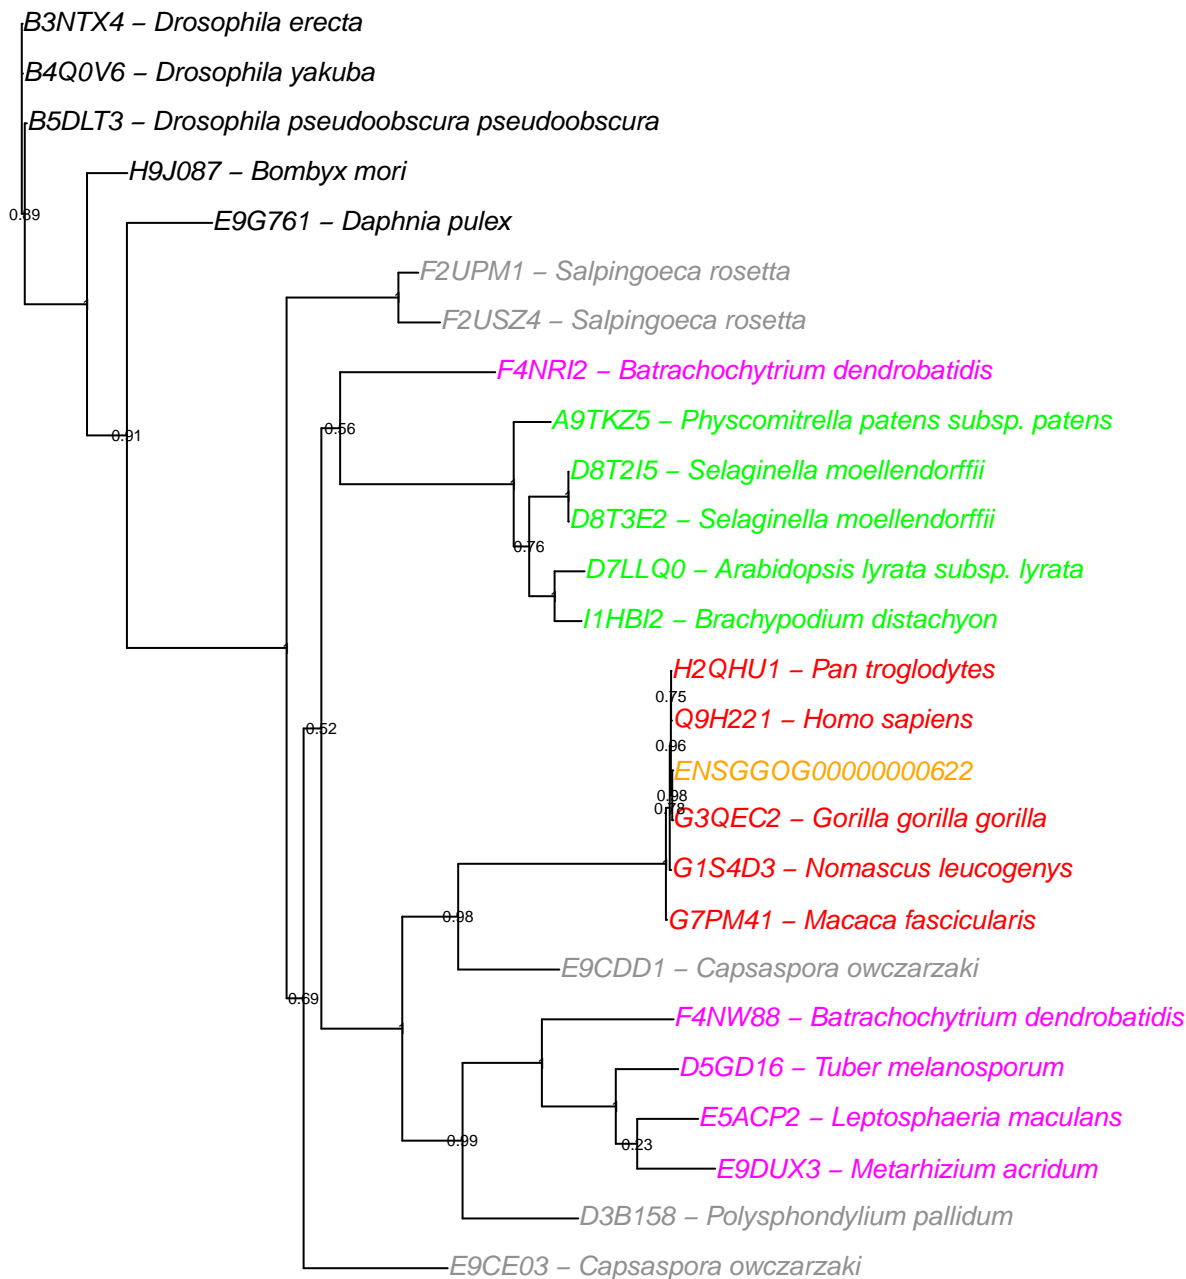 B3NTX4 – Drosophila erecta
B4Q0V6 – Drosophila yakuba
B5DLT3 – Drosophila pseudoobscura pseudoobscura
H9J087 – Bombyx mori
0.89
E9G761 – Daphnia pulex
F2UPM1 – Salpingoeca rosetta
1
F2USZ4 – Salpingoeca rosetta
F4NRI2 – Batrachochytrium dendrobatidis
A9TKZ5 – Physcomitrella patens subsp. patens
0.56
0.91
D8T2I5 – Selaginella moellendorffii
D8T3E2 – Selaginella moellendorffii
0.76
D7LLQ0 – Arabidopsis lyrata subsp. lyrata
I1HBI2 – Brachypodium distachyon
H2QHU1 – Pan troglodytes
0.75
Q9H221 – Homo sapiens
0.52
0.96
ENSGGOG00000000622
0.98
0.78
G3QEC2 – Gorilla gorilla gorilla
G1S4D3 – Nomascus leucogenys
0.98
G7PM41 – Macaca fascicularis
E9CDD1 – Capsaspora owczarzaki
0.69
F4NW88 – Batrachochytrium dendrobatidis
D5GD16 – Tuber melanosporum
E5ACP2 – Leptosphaeria maculans
0.99
0.23
E9DUX3 – Metarhizium acridum
D3B158 – Polysphondylium pallidum
E9CE03 – Capsaspora owczarzaki